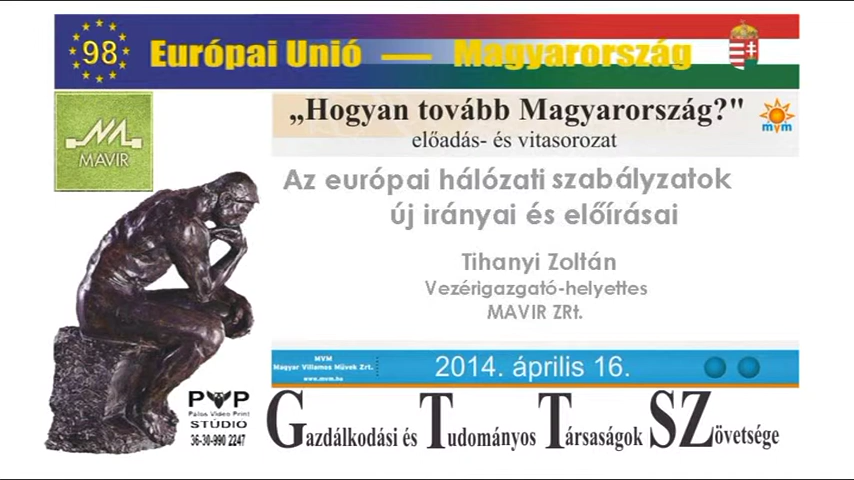 98 Európai Unió — Magyarország
MAVIR
„Hogyan tovább Magyarország?"
előadás- és vitasorozat
mvm
Az európai hálózati szabályzatok
új irányai és előírásai
Tihanyi Zoltán
Vezérigazgató-helyettes
MAVIR ZRt.
MVM
Magyar Villamos Művek Zrt.
www.mvm.hu
2014. április 16.
PVP
Palos Video Print
STÚDIO
36-30-990 2247
Gazdálkodási és Tudományos Társaságok SZövetsége